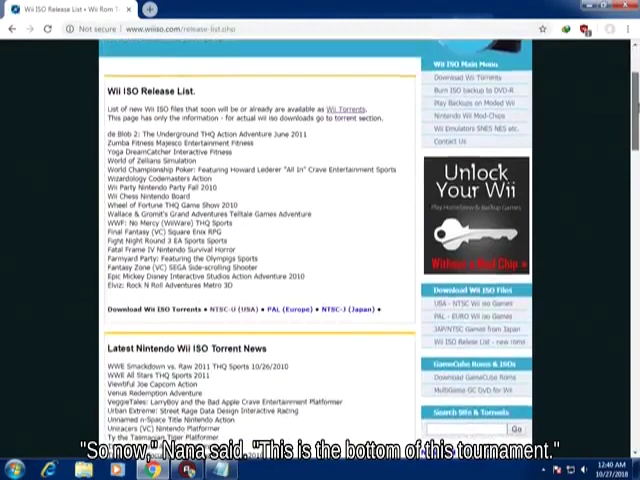 Wii ISO Release List • Wii Rom T
Not secure | www.wiiiso.com/release-list.php
Wii ISO Main Menu
Download Wii Torrents
Burn ISO backup to DVD-R
Play Backups on Moded Wii
Nintendo Wii Mod-Chips
Wii Emulators SNES NES etc.
Contact Us
Wii ISO Release List.
List of new Wii ISO files that soon will be or already are available as Wii Torrents.
This page has only the information - for actual wii iso downloads go to torrent section.
de Blob 2: The Underground THQ Action Adventure June 2011
Zumba Fitness Majesco Entertainment Fitness
Yoga DreamCatcher Interactive Fitness
World of Zellians Simulation
World Championship Poker: Featuring Howard Lederer "All In" Crave Entertainment Sports
Wizardology Codemasters Action
Wii Party Nintendo Party Fall 2010
Wii Chess Nintendo Board
Wheel of Fortune THQ Game Show 2010
Wallace & Gromit's Grand Adventures Telltale Games Adventure
WWF: No Mercy (WiiWare) THQ Sports
Final Fantasy (VC) Square Enix RPG
Fight Night Round 3 EA Sports Sports
Fatal Frame IV Nintendo Survival Horror
Farmyard Party: Featuring the Olympigs Sports
Fantasy Zone (VC) SEGA Side-scrolling Shooter
Epic Mickey Disney Interactive Studios Action Adventure 2010
Elviz: Rock N Roll Adventures Metro 3D
Download Wii ISO Torrents • NTSC-U (USA) • PAL (Europe) • NTSC-J (Japan) •
Unlock
Your Wii
Play Homebrew & Backup Games
Without a Mod Chip »
Download Wii ISO Files
USA - NTSC Wii iso Games
PAL - EURO Wii iso Games
JAP/NTSC Games from Japan
Wii ISO Relese List - new roms
GameCube Roms & ISOs
Download GameCube Roms
MultiGame GC DVD for Wii
Search Site & Torrents
Go
Latest Nintendo Wii ISO Torrent News
WWE Smackdown vs. Raw 2011 THQ Sports 10/26/2010
WWE All Stars THQ Sports 2011
Viewtiful Joe Capcom Action
Venus Redemption Adventure
VeggieTales: LarryBoy and the Bad Apple Crave Entertainment Platformer
Urban Extreme: Street Rage Data Design Interactive Racing
Unnamed n-Space Title Nintendo Action
Uniracers (VC) Nintendo Platformer
Ty the Tasmanian Tiger Platformer
"So now," Nana said. "This is the bottom of this tournament."
12:40 AM
10/27/2018